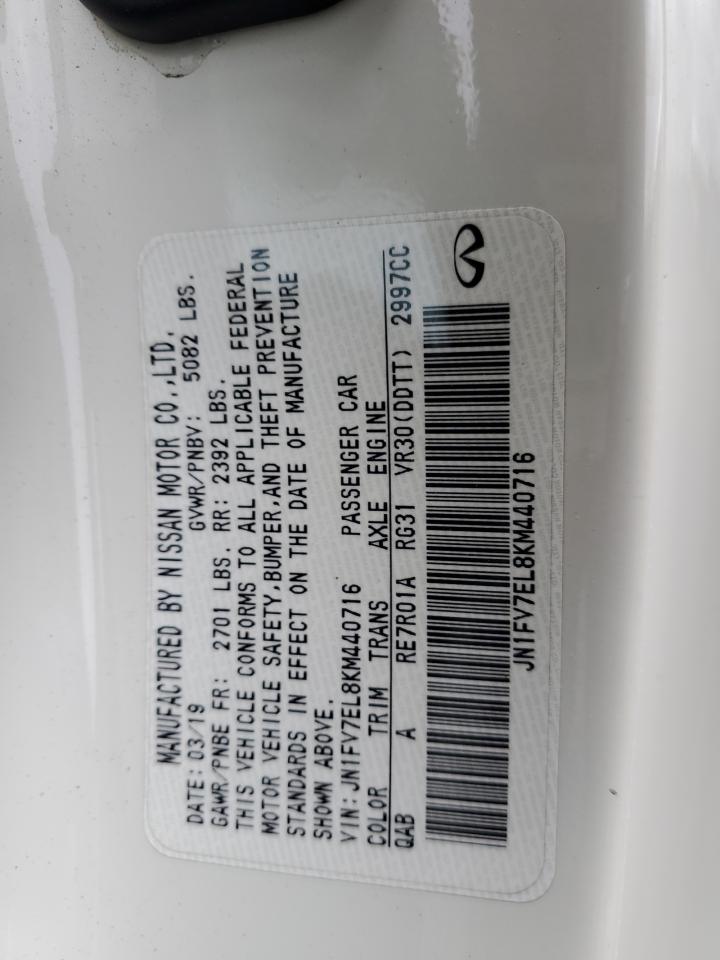 MANUFACTURED BY NISSAN MOTOR CO.,LTD.
DATE: 03/19 GVWR/PNBV: 5082 LBS.
GAWR/PNBE FR: 2701 LBS. RR: 2392 LBS.
THIS VEHICLE CONFORMS TO ALL APPLICABLE FEDERAL
MOTOR VEHICLE SAFETY,BUMPER,AND THEFT PREVENTION
STANDARDS IN EFFECT ON THE DATE OF MANUFACTURE
SHOWN ABOVE.
VIN: JN1FV7EL8KM440716 PASSENGER CAR
COLOR TRIM TRANS AXLE ENGINE
QAB A RE7R01A RG31 VR30(DDTT) 2997CC
JN1FV7EL8KM440716